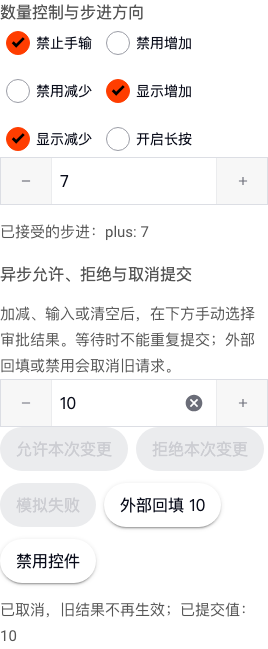 数量控制与步进方向
禁止手输 禁用增加
禁用减少 显示增加
显示减少 开启长按
− 7 +
已接受的步进：plus: 7
异步允许、拒绝与取消提交
加减、输入或清空后，在下方手动选择
审批结果。等待时不能重复提交；外部
回填或禁用会取消旧请求。
− 10 +
允许本次变更 拒绝本次变更
模拟失败 外部回填 10
禁用控件
已取消，旧结果不再生效；已提交值：
10